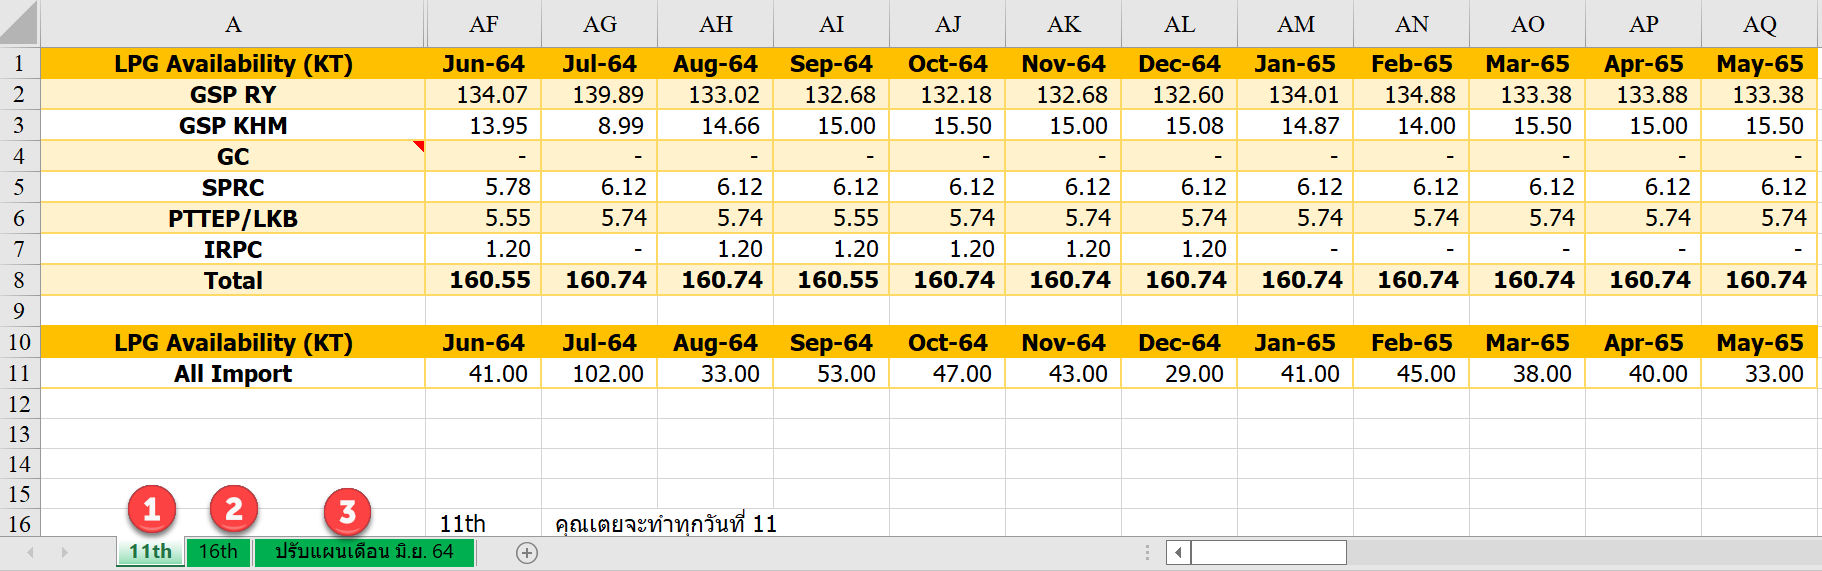 A AF AG AH AI AJ AK AL AM AN AO AP AQ
1 LPG Availability (KT) Jun-64 Jul-64 Aug-64 Sep-64 Oct-64 Nov-64 Dec-64 Jan-65 Feb-65 Mar-65 Apr-65 May-65
2 GSP RY 134.07 139.89 133.02 132.68 132.18 132.68 132.60 134.01 134.88 133.38 133.88 133.38
3 GSP KHM 13.95 8.99 14.66 15.00 15.50 15.00 15.08 14.87 14.00 15.50 15.00 15.50
4 GC - - - - - - - - - - - -
5 SPRC 5.78 6.12 6.12 6.12 6.12 6.12 6.12 6.12 6.12 6.12 6.12 6.12
6 PTTEP/LKB 5.55 5.74 5.74 5.55 5.74 5.74 5.74 5.74 5.74 5.74 5.74 5.74
7 IRPC 1.20 - 1.20 1.20 1.20 1.20 1.20 - - - - -
8 Total 160.55 160.74 160.74 160.55 160.74 160.74 160.74 160.74 160.74 160.74 160.74 160.74
9
10 LPG Availability (KT) Jun-64 Jul-64 Aug-64 Sep-64 Oct-64 Nov-64 Dec-64 Jan-65 Feb-65 Mar-65 Apr-65 May-65
11 All Import 41.00 102.00 33.00 53.00 47.00 43.00 29.00 41.00 45.00 38.00 40.00 33.00
12
13
14
15
1 2 3
16 11th คุณเตยจะทำทุกวันที่ 11
11th 16th ปรับแผนเดือน มิ.ย. 64